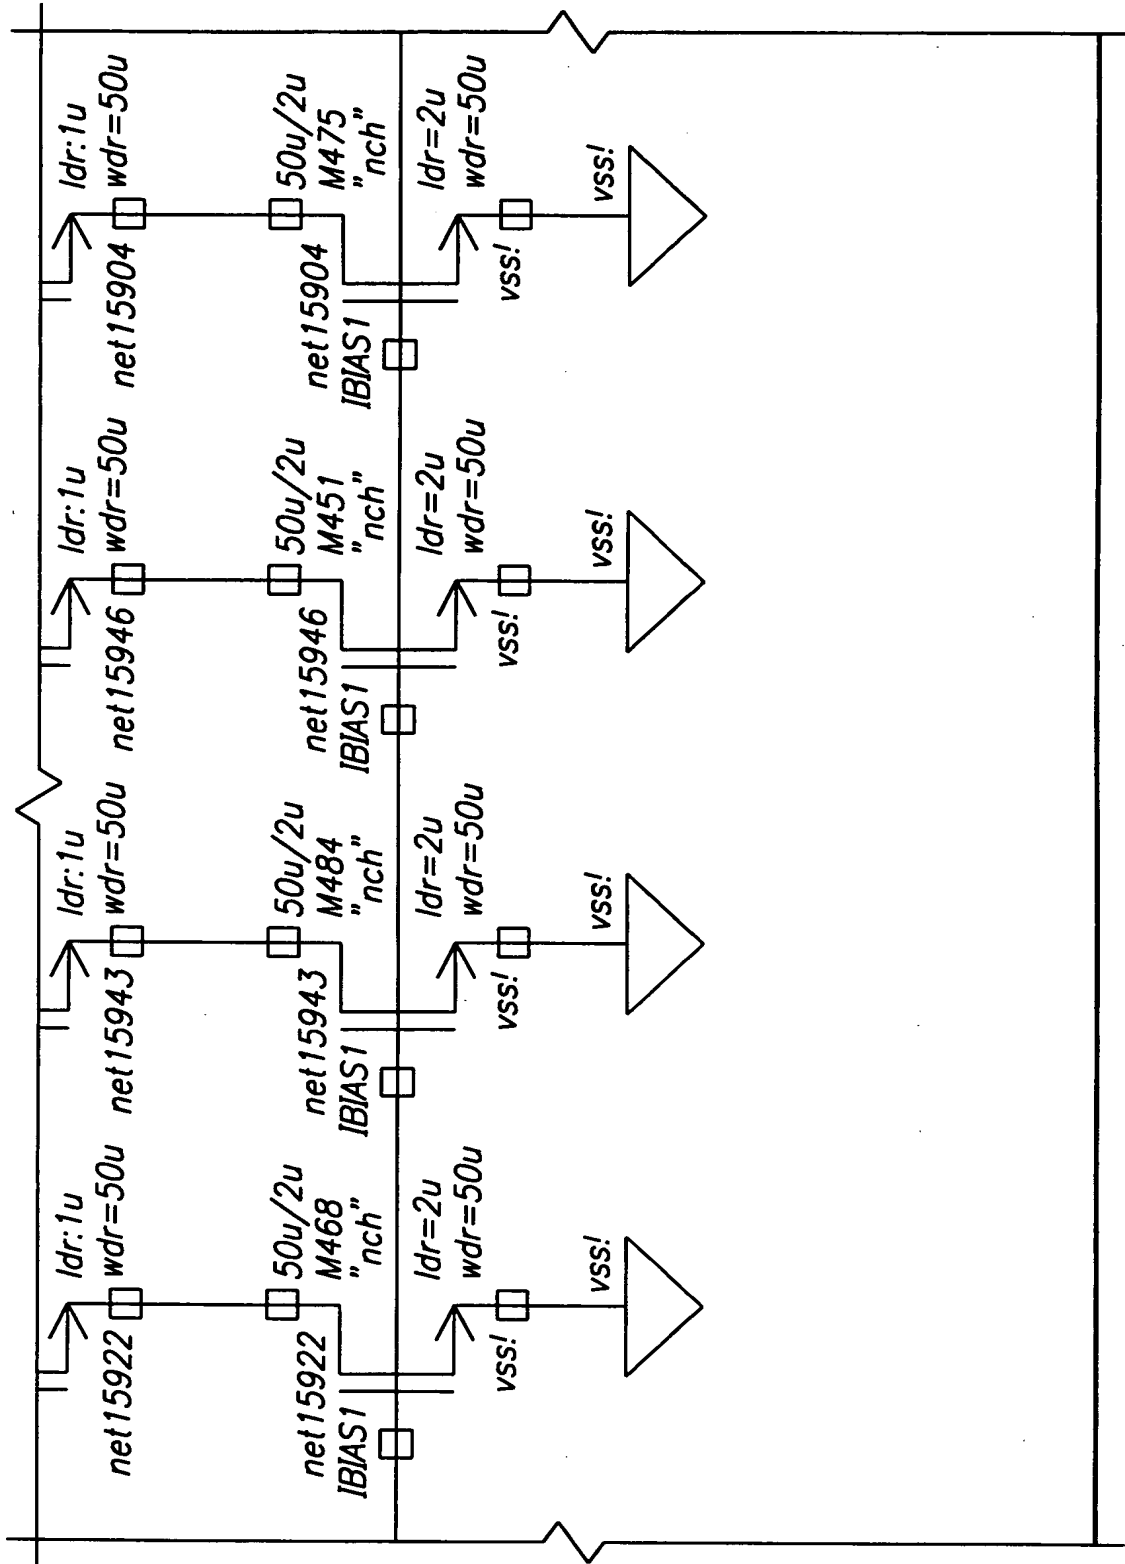 ldr:1u
wdr=50u
net15922
50u/2u
net15922
M468
IBIAS1
"nch"
ldr=2u
wdr=50u
vss!
vss!
ldr:1u
wdr=50u
net15943
50u/2u
net15943
M484
IBIAS1
"nch"
ldr=2u
wdr=50u
vss!
vss!
ldr:1u
wdr=50u
net15946
50u/2u
net15946
M451
IBIAS1
"nch"
ldr=2u
wdr=50u
vss!
vss!
ldr:1u
wdr=50u
net15904
50u/2u
net15904
M475
IBIAS1
"nch"
ldr=2u
wdr=50u
vss!
vss!